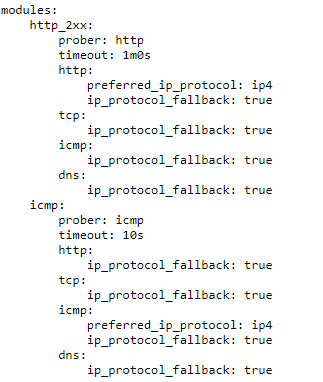 modules:
    http_2xx:
        prober: http
        timeout: 1m0s
        http:
            preferred_ip_protocol: ip4
            ip_protocol_fallback: true
        tcp:
            ip_protocol_fallback: true
        icmp:
            ip_protocol_fallback: true
        dns:
            ip_protocol_fallback: true
    icmp:
        prober: icmp
        timeout: 10s
        http:
            ip_protocol_fallback: true
        tcp:
            ip_protocol_fallback: true
        icmp:
            preferred_ip_protocol: ip4
            ip_protocol_fallback: true
        dns:
            ip_protocol_fallback: true